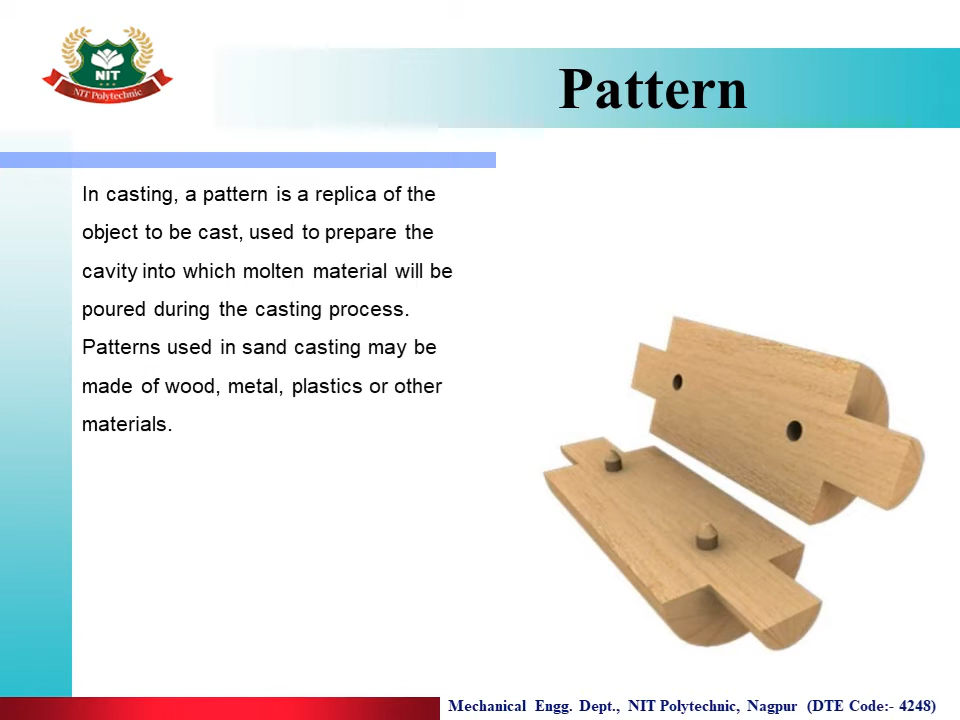 NIT
NIT Polytechnic
Pattern
In casting, a pattern is a replica of the
object to be cast, used to prepare the
cavity into which molten material will be
poured during the casting process.
Patterns used in sand casting may be
made of wood, metal, plastics or other
materials.
Mechanical Engg. Dept., NIT Polytechnic, Nagpur (DTE Code:- 4248)